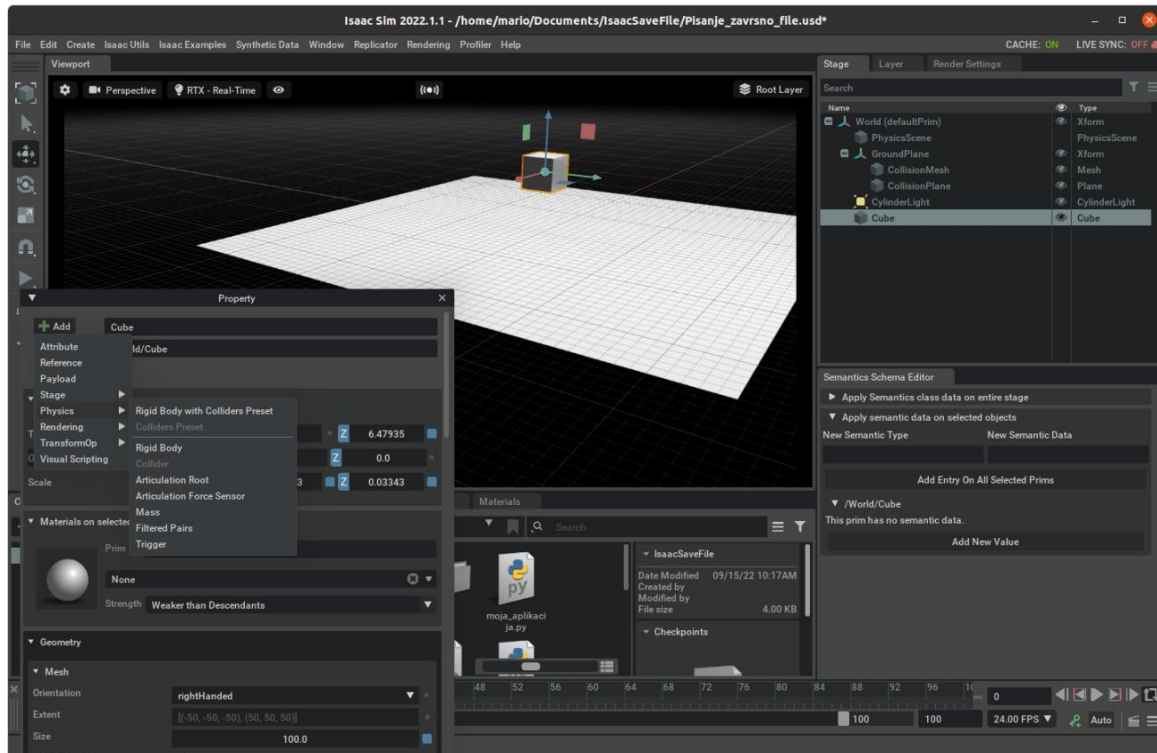 Isaac Sim 2022.1.1 - /home/mario/Documents/IsaacSaveFile/Pisanje_zavrsno_file.usd*
File Edit Create Isaac Utils Isaac Examples Synthetic Data Window Replicator Rendering Profiler Help
CACHE: ON LIVE SYNC: OFF
Viewport
Perspective RTX - Real-Time
Root Layer
Stage Layer Render Settings
Search
Name Type
World (defaultPrim) Xform
PhysicsScene PhysicsScene
GroundPlane Xform
CollisionMesh Mesh
CollisionPlane Plane
CylinderLight CylinderLight
Cube Cube
Property
Add Cube
ld/Cube
Attribute
Reference
Payload
Stage
Physics
Rendering
TransformOp
Visual Scripting
Rigid Body with Colliders Preset
Colliders Preset
Rigid Body
Collider
Articulation Root
Articulation Force Sensor
Mass
Filtered Pairs
Trigger
Z 6.47935
Z 0.0
Scale 3 Z 0.03343
Materials on selected
Prim
None
Strength Weaker than Descendants
Geometry
Mesh
Orientation rightHanded
Extent [(-50, -50, -50), (50, 50, 50)]
Size 100.0
Materials
Search
moja_aplikaci
ja.py
IsaacSaveFile
Date Modified 09/15/22 10:17AM
Created by
Modified by
File size 4.00 KB
Checkpoints
Semantics Schema Editor
Apply Semantics class data on entire stage
Apply semantic data on selected objects
New Semantic Type New Semantic Data
Add Entry On All Selected Prims
/World/Cube
This prim has no semantic data.
Add New Value
48 52 56 60 64 68 72 76 80 84 88 92 96
0
100 100 24.00 FPS Auto